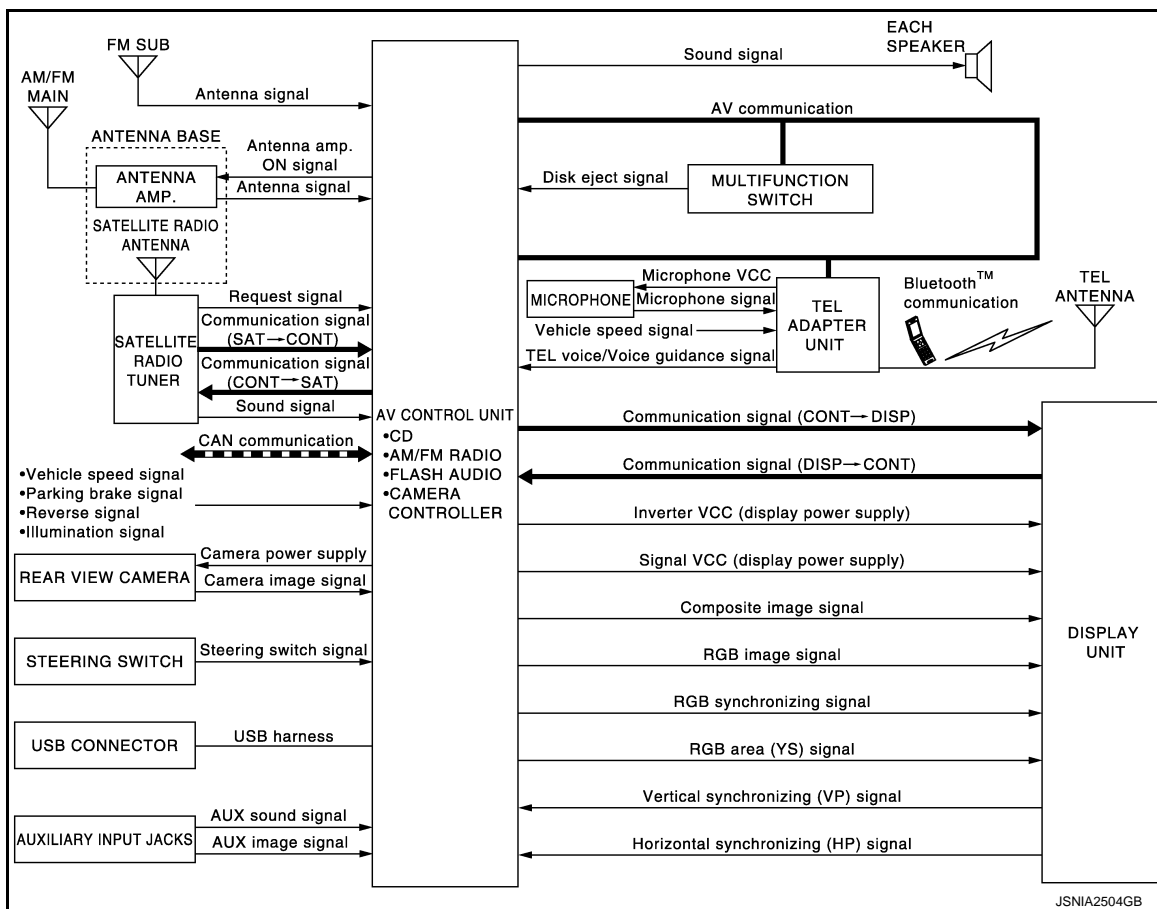 FM SUB
AM/FM
MAIN
Antenna signal
ANTENNA BASE
ANTENNA
AMP.
Antenna amp.
ON signal
Antenna signal
SATELLITE RADIO
ANTENNA
SATELLITE
RADIO
TUNER
Request signal
Communication signal
(SAT→CONT)
Communication signal
(CONT→SAT)
Sound signal
CAN communication
•Vehicle speed signal
•Parking brake signal
•Reverse signal
•Illumination signal
REAR VIEW CAMERA
Camera power supply
Camera image signal
STEERING SWITCH
Steering switch signal
USB CONNECTOR
USB harness
AUXILIARY INPUT JACKS
AUX sound signal
AUX image signal
AV CONTROL UNIT
•CD
•AM/FM RADIO
•FLASH AUDIO
•CAMERA
CONTROLLER
Sound signal
EACH
SPEAKER
AV communication
Disk eject signal
MULTIFUNCTION
SWITCH
MICROPHONE
Microphone VCC
Microphone signal
Vehicle speed signal
TEL voice/Voice guidance signal
TEL
ADAPTER
UNIT
Bluetooth™
communication
TEL
ANTENNA
Communication signal (CONT→DISP)
Communication signal (DISP→CONT)
Inverter VCC (display power supply)
Signal VCC (display power supply)
Composite image signal
RGB image signal
RGB synchronizing signal
RGB area (YS) signal
Vertical synchronizing (VP) signal
Horizontal synchronizing (HP) signal
DISPLAY
UNIT
JSNIA2504GB